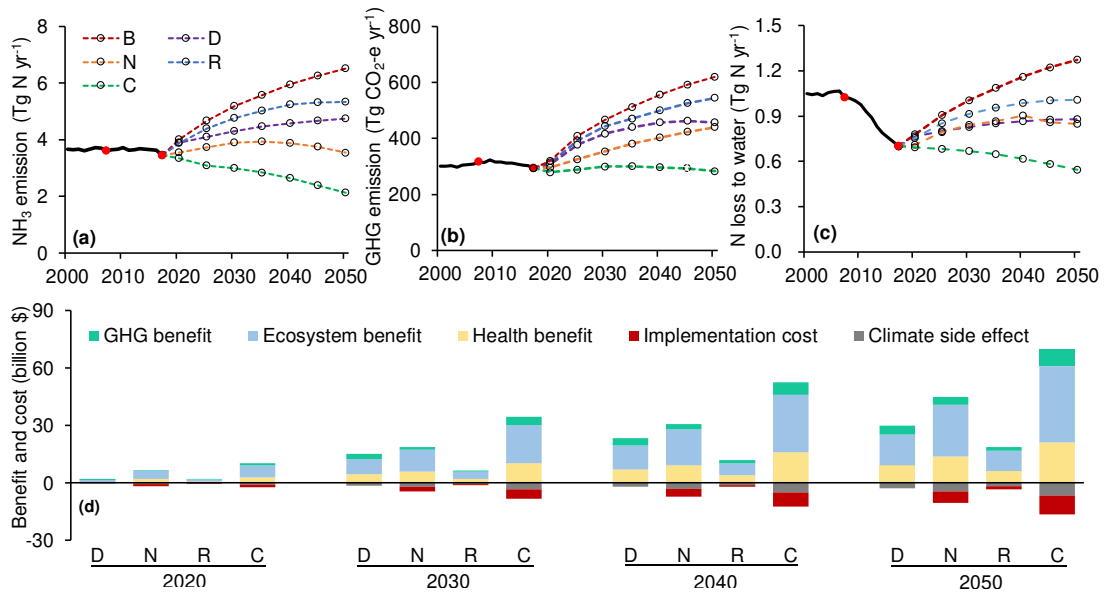 NH₃ emission (Tg N yr⁻¹)
8
6
4
2
0
B
D
N
R
C
(a)
2000 2010 2020 2030 2040 2050
GHG emission (Tg CO₂-e yr⁻¹)
800
600
400
200
0
(b)
2000 2010 2020 2030 2040 2050
N loss to water (Tg N yr⁻¹)
1.5
1.2
0.9
0.6
0.3
0.0
(c)
2000 2010 2020 2030 2040 2050
Benefit and cost (billion $)
90
60
30
0
-30
GHG benefit
Ecosystem benefit
Health benefit
Implementation cost
Climate side effect
(d)
D N R C D N R C D N R C D N R C
2020 2030 2040 2050